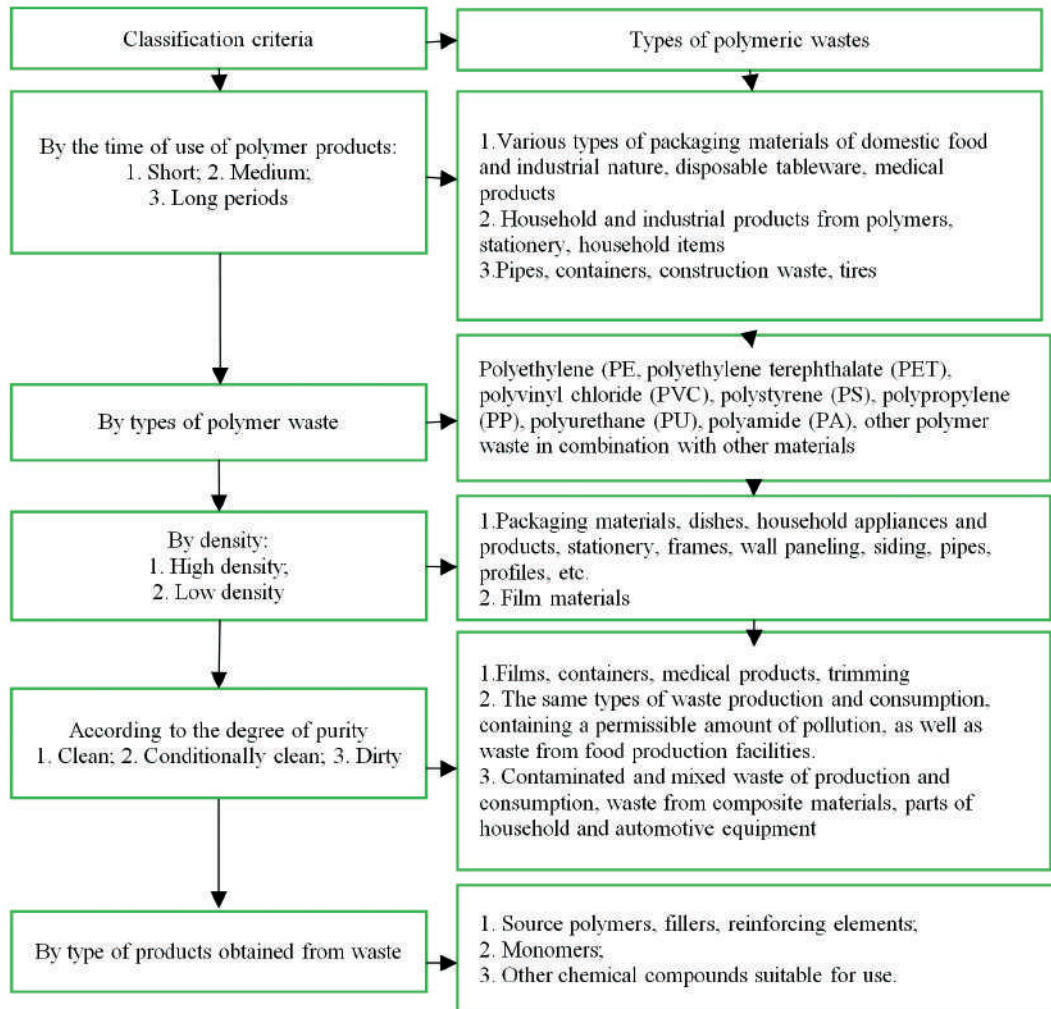 Classification criteria
Types of polymeric wastes
By the time of use of polymer products:
1. Short; 2. Medium;
3. Long periods
1.Various types of packaging materials of domestic food
and industrial nature, disposable tableware, medical
products
2. Household and industrial products from polymers,
stationery, household items
3.Pipes, containers, construction waste, tires
By types of polymer waste
Polyethylene (PE, polyethylene terephthalate (PET),
polyvinyl chloride (PVC), polystyrene (PS), polypropylene
(PP), polyurethane (PU), polyamide (PA), other polymer
waste in combination with other materials
By density:
1. High density;
2. Low density
1.Packaging materials, dishes, household appliances and
products, stationery, frames, wall paneling, siding, pipes,
profiles, etc.
2. Film materials
According to the degree of purity
1. Clean; 2. Conditionally clean; 3. Dirty
1.Films, containers, medical products, trimming
2. The same types of waste production and consumption,
containing a permissible amount of pollution, as well as
waste from food production facilities.
3. Contaminated and mixed waste of production and
consumption, waste from composite materials, parts of
household and automotive equipment
By type of products obtained from waste
1. Source polymers, fillers, reinforcing elements;
2. Monomers;
3. Other chemical compounds suitable for use.